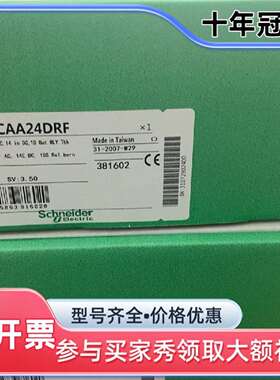 十年冠
CAA24DRF
×1
Made in Taiwan
31-2007-W29
381602
SV:3.50
Schneider
Electric
开票
型号齐全·价格优惠
参与买家秀领取大额